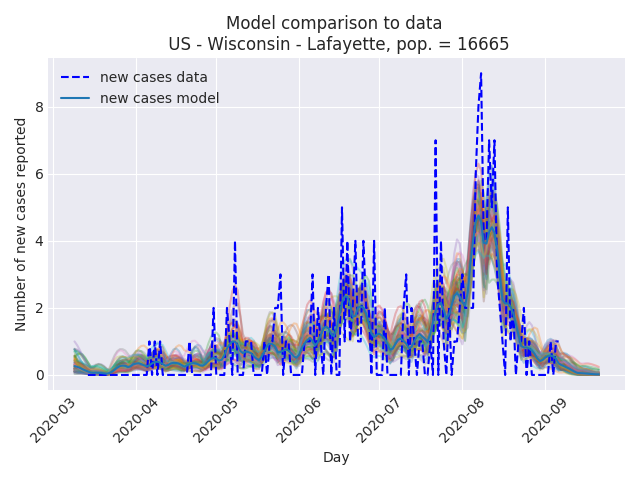 Model comparison to data
US - Wisconsin - Lafayette, pop. = 16665
new cases data
new cases model
Number of new cases reported
8
6
4
2
0
2020-03
2020-04
2020-05
2020-06
2020-07
2020-08
2020-09
Day